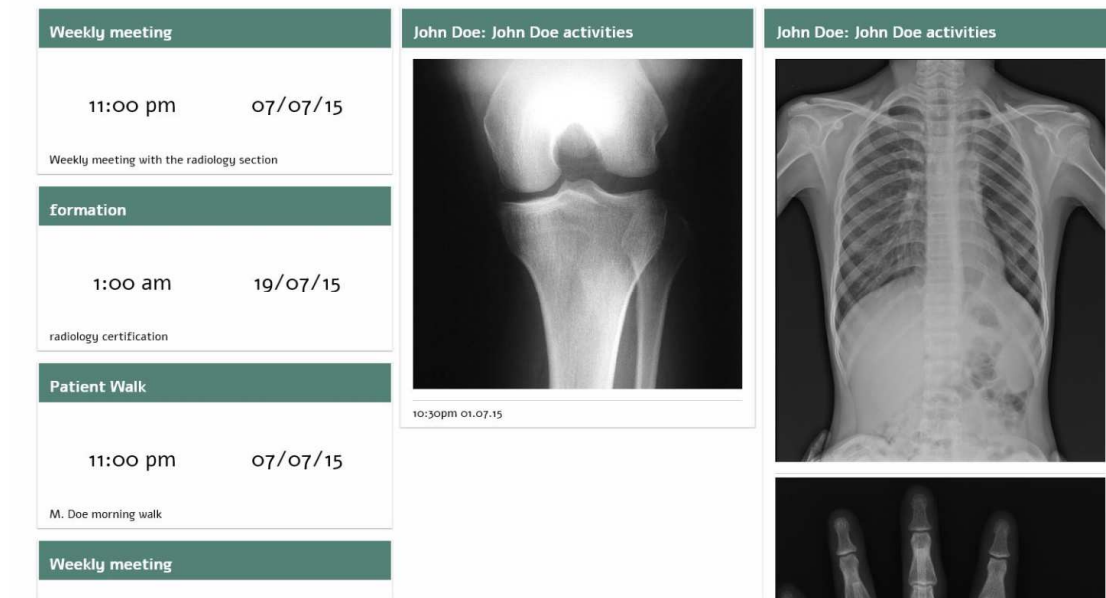 Weekly meeting
11:00 pm 07/07/15
Weekly meeting with the radiology section
formation
1:00 am 19/07/15
radiology certification
Patient Walk
11:00 pm 07/07/15
M. Doe morning walk
Weekly meeting
John Doe: John Doe activities
10:30pm 01.07.15
John Doe: John Doe activities